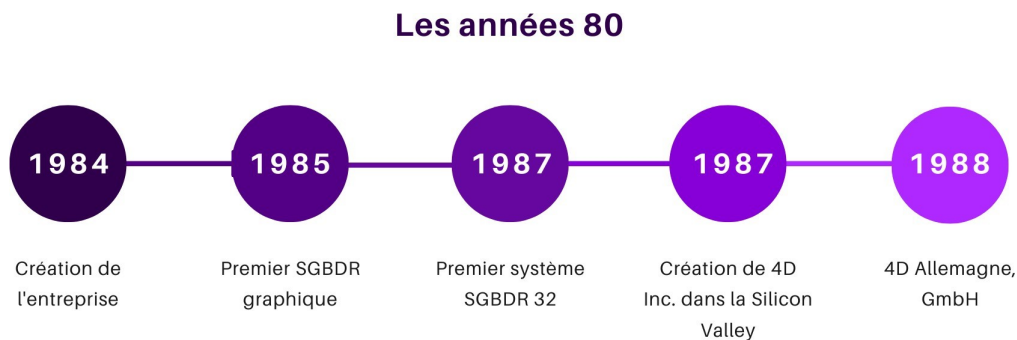 Les années 80
1984
1985
1987
1987
1988
Création de
l'entreprise
Premier SGBDR
graphique
Premier système
SGBDR 32
Création de 4D
Inc. dans la Silicon
Valley
4D Allemagne,
GmbH